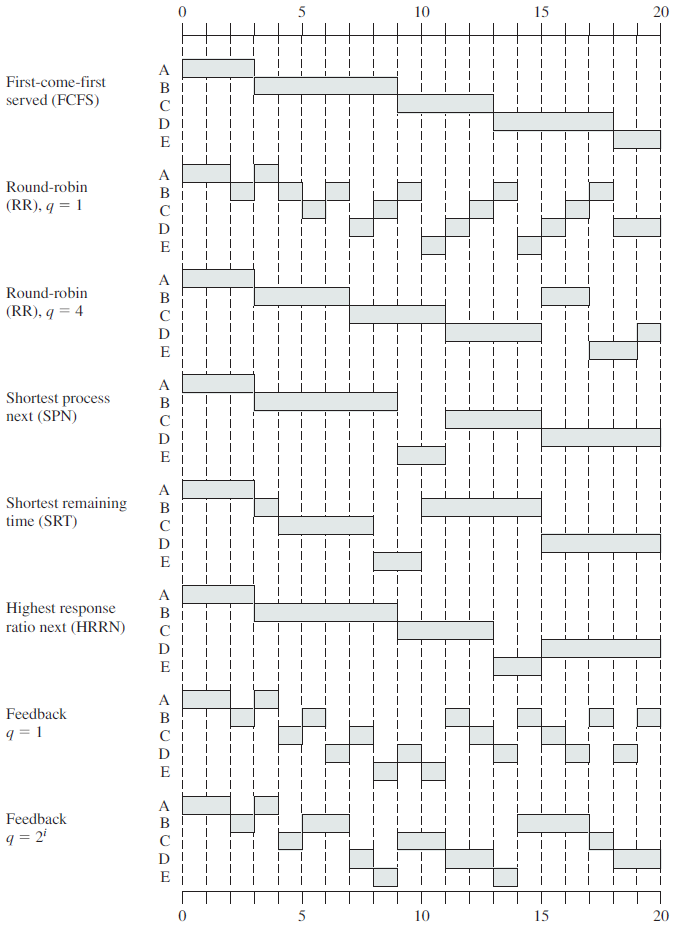 0 5 10 15 20
A
First-come-first B
served (FCFS) C
D
E
A
Round-robin B
(RR), q = 1 C
D
E
A
Round-robin B
(RR), q = 4 C
D
E
A
Shortest process B
next (SPN) C
D
E
A
Shortest remaining B
time (SRT) C
D
E
A
Highest response B
ratio next (HRRN) C
D
E
A
Feedback B
q = 1 C
D
E
A
Feedback B
q = 2^i C
D
E
0 5 10 15 20